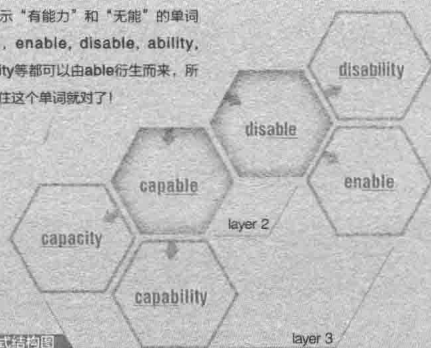 示“有能力”和“无能”的单词
, enable, disable, ability,
ity等都可以由able衍生而来，所
住这个单词就对了！
disability
disable
enable
capable
capacity
layer 2
capability
式结构图
layer 3